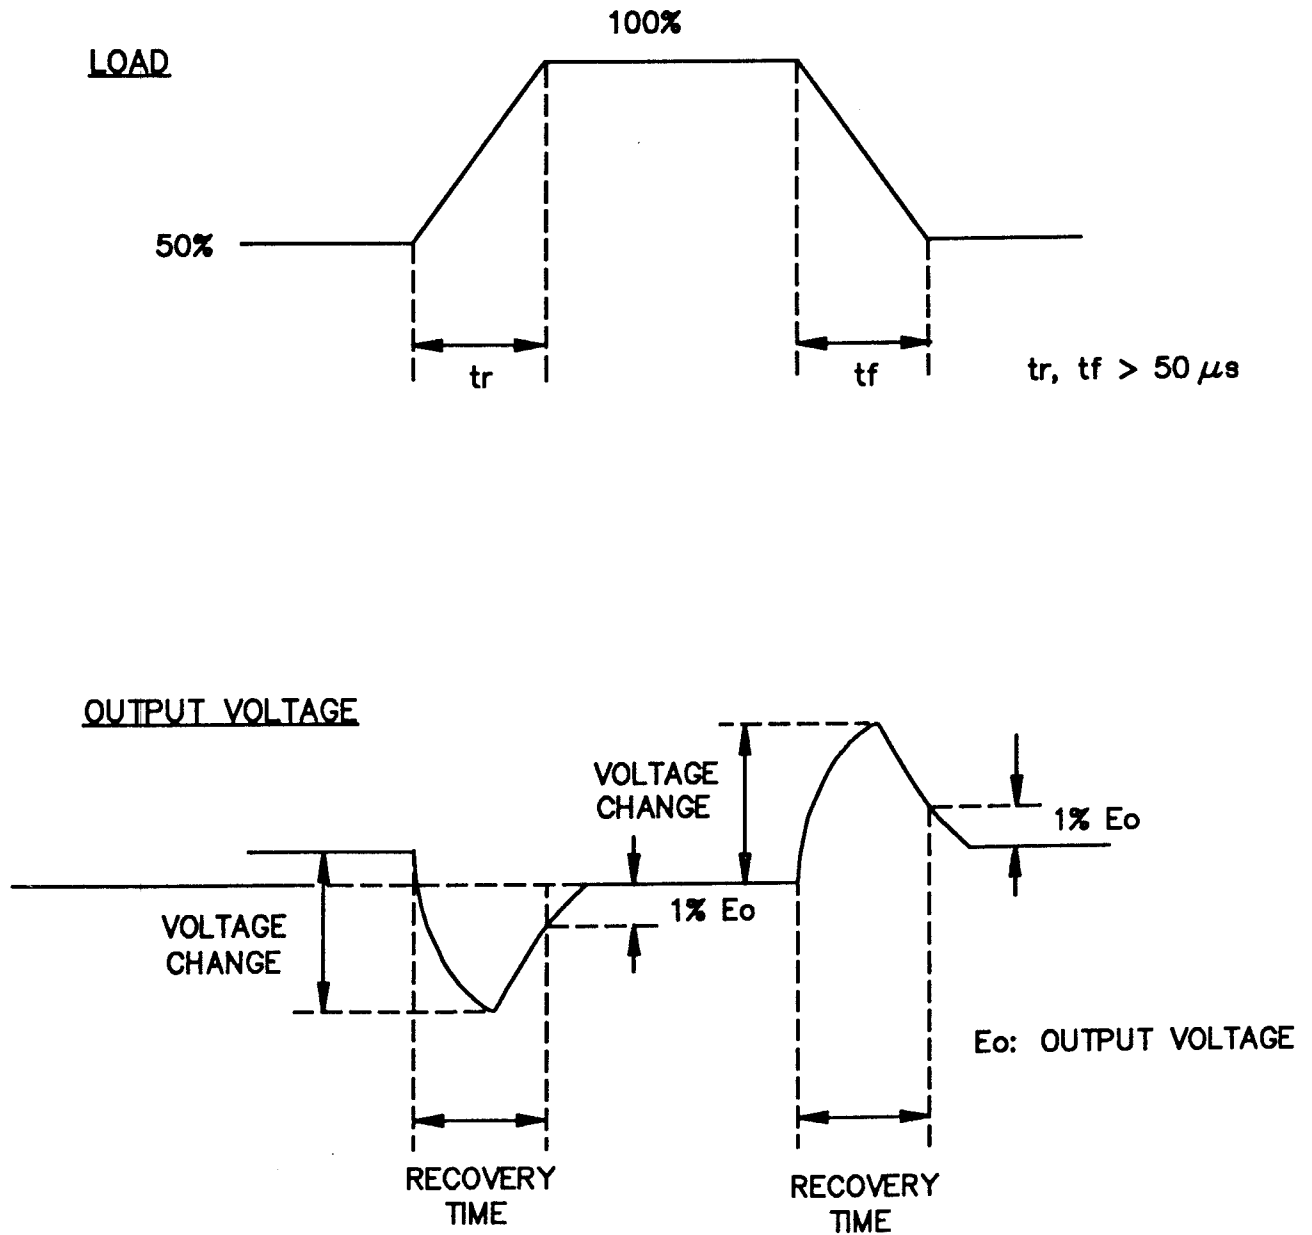 100%
LOAD
50%
tr
tf
tr, tf > 50 μs
OUTPUT VOLTAGE
VOLTAGE
CHANGE
1% Eo
1% Eo
VOLTAGE
CHANGE
Eo: OUTPUT VOLTAGE
RECOVERY
TIME
RECOVERY
TIME